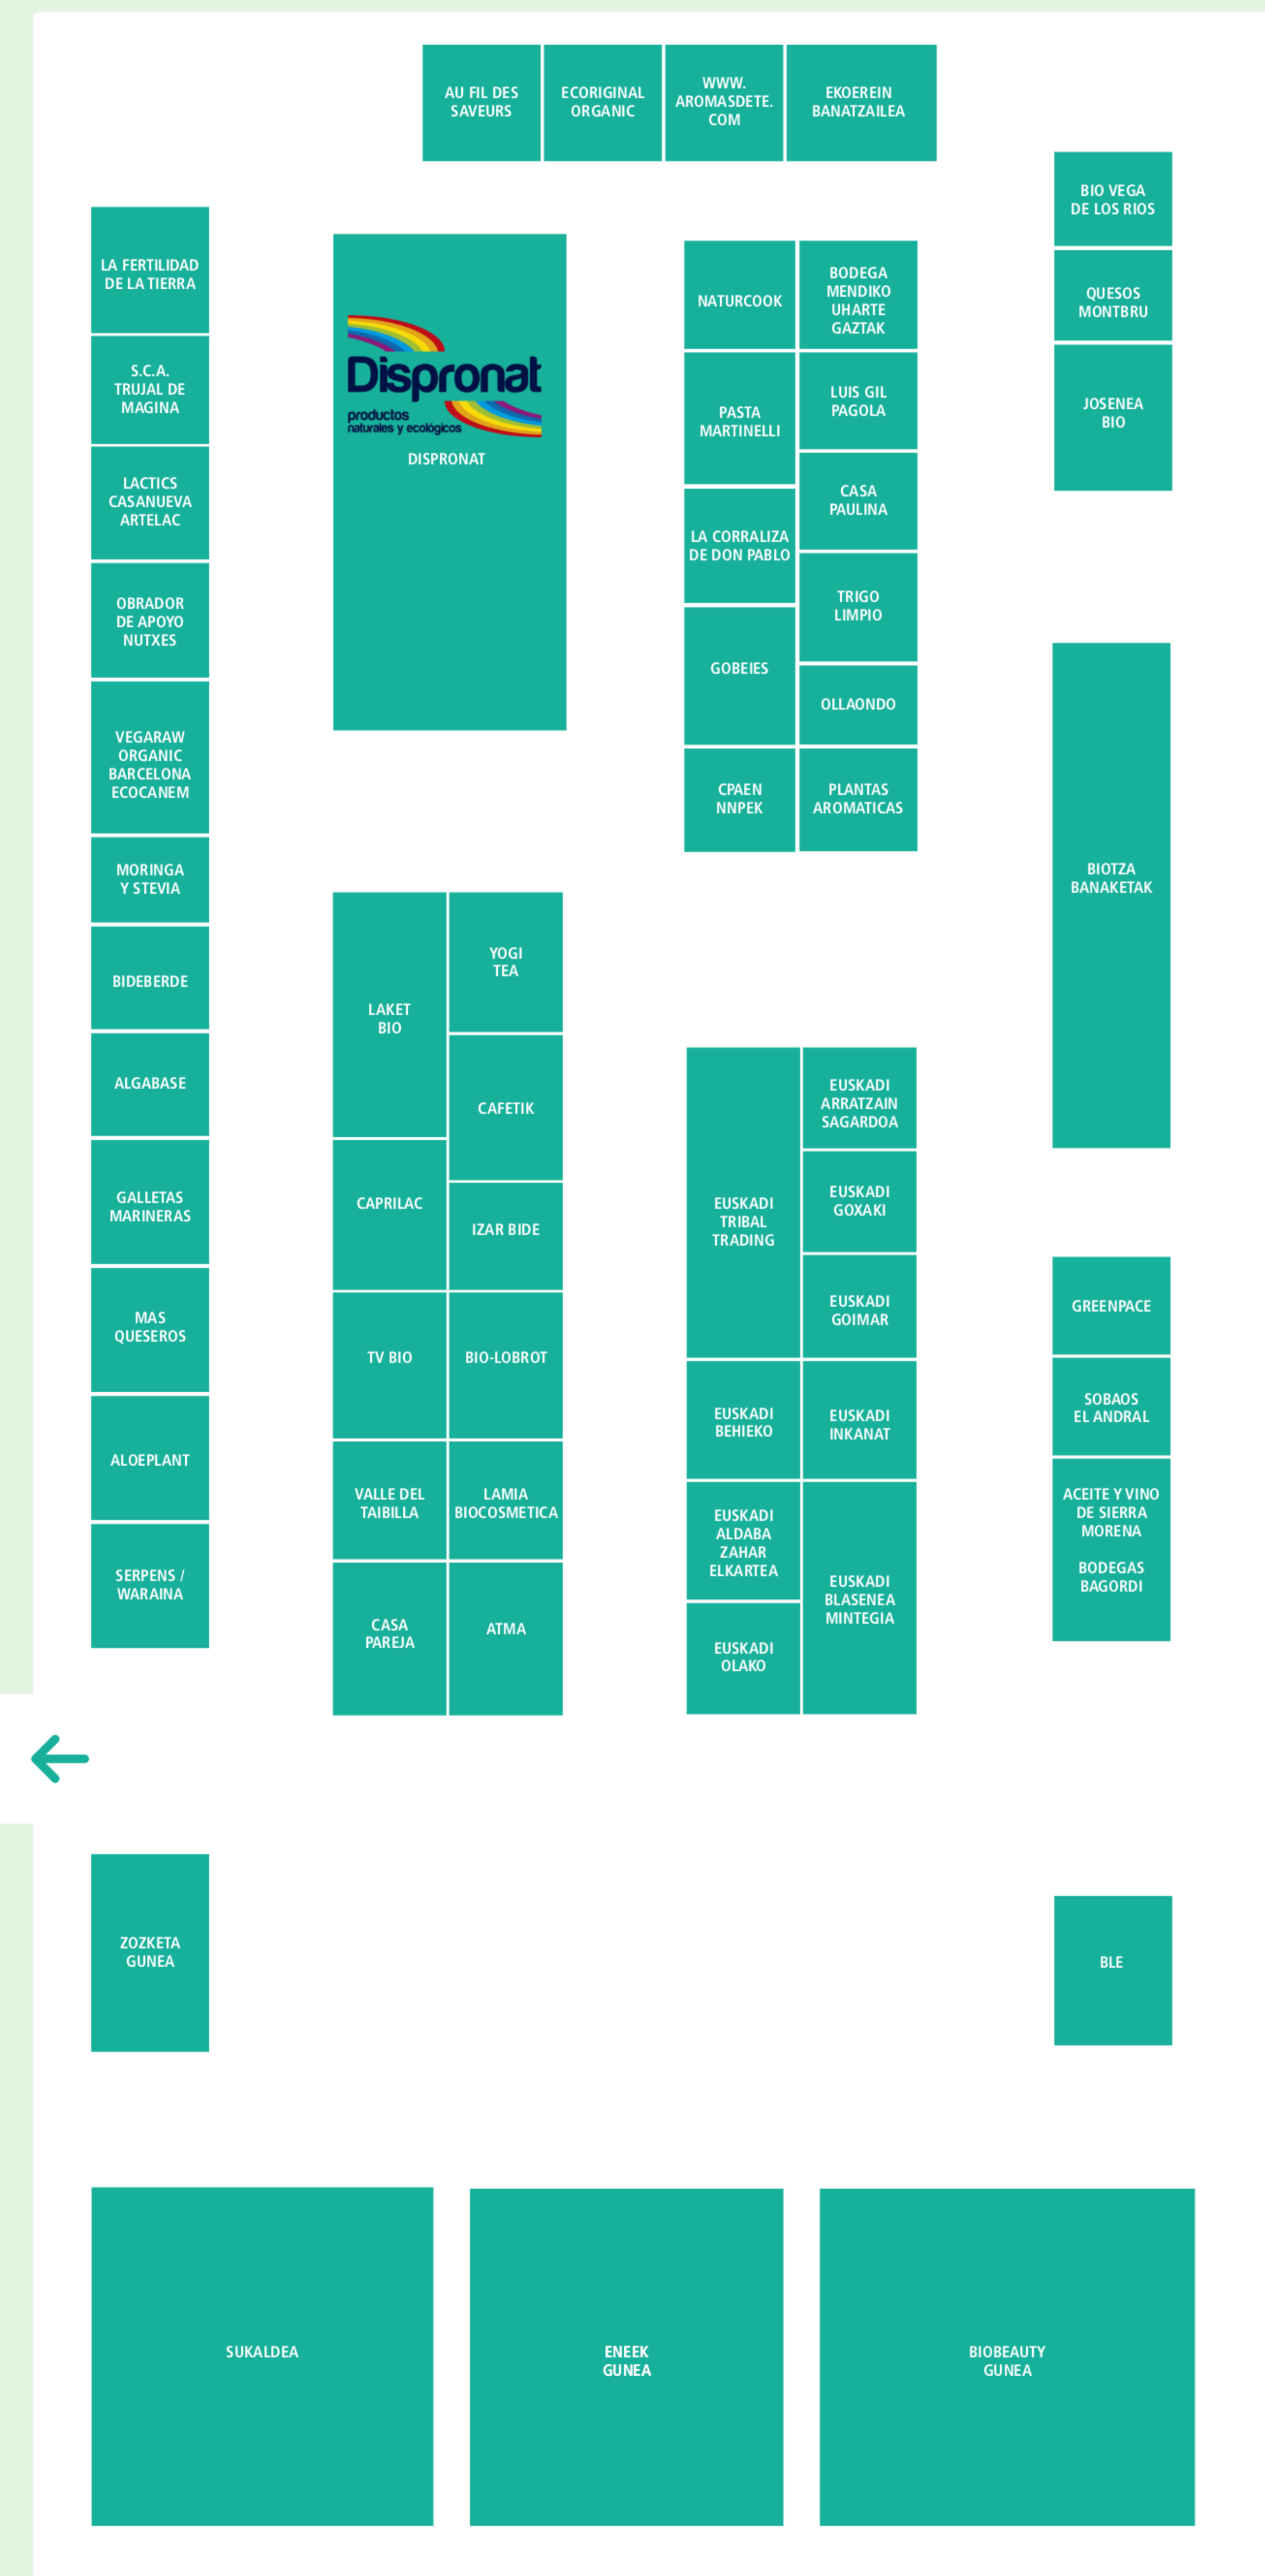 AU FIL DES
SAVEURS
ECORIGINAL
ORGANIC
WWW.
AROMASDETE.
COM
EKOEREIN
BANATZAILEA
BIO VEGA
DE LOS RIOS
QUESOS
MONTBRU
JOSENEA
BIO
LA FERTILIDAD
DE LA TIERRA
S.C.A.
TRUJAL DE
MAGINA
LACTICS
CASANUEVA
ARTELAC
OBRADOR
DE APOYO
NUTXES
VEGARAW
ORGANIC
BARCELONA
ECOCANEM
MORINGA
Y STEVIA
BIDEBERDE
ALGABASE
GALLETAS
MARINERAS
MAS
QUESEROS
ALOEPLANT
SERPENS /
WARAINA
Dispronat
productos
naturales y ecológicos
DISPRONAT
NATURCOOK
PASTA
MARTINELLI
LA CORRALIZA
DE DON PABLO
GOBEIES
CPAEN
NNPEK
BODEGA
MENDIKO
UHARTE
GAZTAK
LUIS GIL
PAGOLA
CASA
PAULINA
TRIGO
LIMPIO
OLLAONDO
PLANTAS
AROMATICAS
BIOTZA
BANAKETAK
LAKET
BIO
CAPRILAC
TV BIO
VALLE DEL
TAIBILLA
CASA
PAREJA
YOGI
TEA
CAFETIK
IZAR BIDE
BIO-LOBROT
LAMIA
BIOCOSMETICA
ATMA
EUSKADI
TRIBAL
TRADING
EUSKADI
BEHIEKO
EUSKADI
ALDABA
ZAHAR
ELKARTEA
EUSKADI
OLAKO
EUSKADI
ARRATZAIN
SAGARDOA
EUSKADI
GOXAKI
EUSKADI
GOIMAR
EUSKADI
INKANAT
EUSKADI
BLASENEA
MINTEGIA
GREENPACE
SOBAOS
EL ANDRAL
ACEITE Y VINO
DE SIERRA
MORENA
BODEGAS
BAGORDI
ZOZKETA
GUNEA
BLE
SUKALDEA
ENEEK
GUNEA
BIOBEAUTY
GUNEA